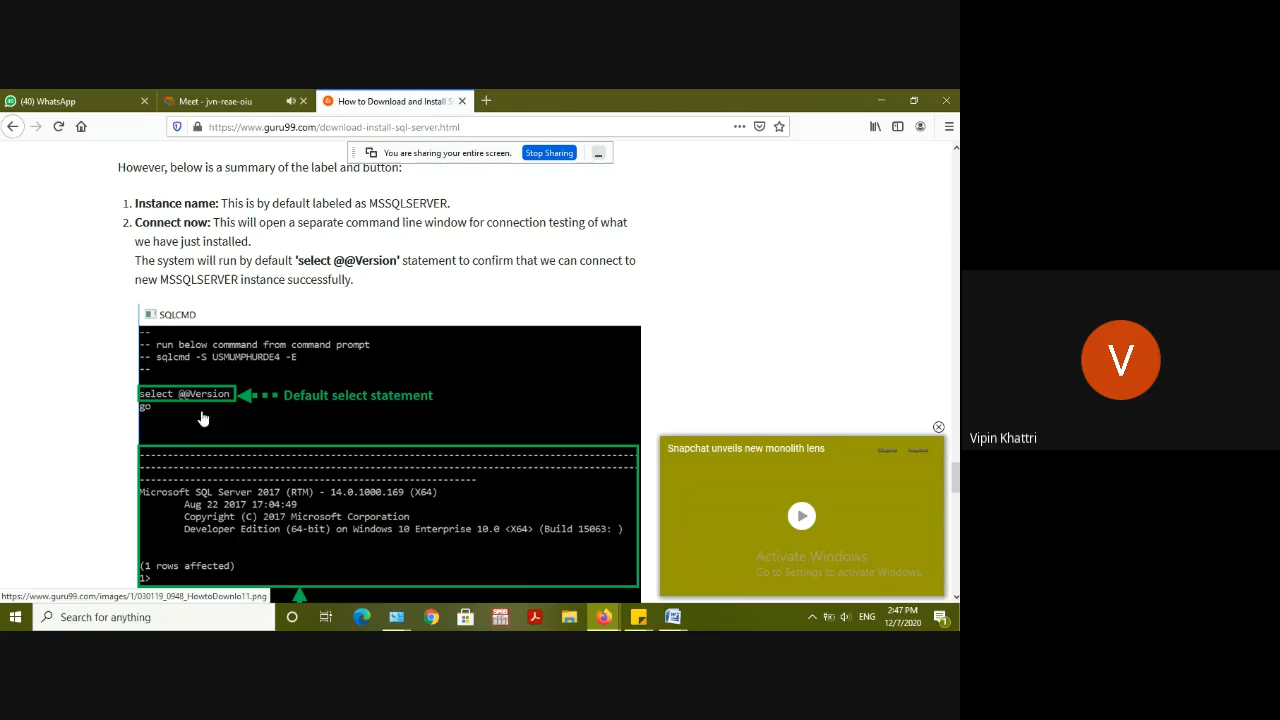 (40) WhatsApp
Meet - jvn-reae-oiu
How to Download and Install S
https://www.guru99.com/download-install-sql-server.html
You are sharing your entire screen.
Stop Sharing
However, below is a summary of the label and button:
1. Instance name: This is by default labeled as MSSQLSERVER.
2. Connect now: This will open a separate command line window for connection testing of what
we have just installed.
The system will run by default 'select @@Version' statement to confirm that we can connect to
new MSSQLSERVER instance successfully.
SQLCMD
--
-- run below commmand from command prompt
-- sqlcmd -S USMUMPHURDE4 -E
--
select @@Version
Default select statement
go
Microsoft SQL Server 2017 (RTM) - 14.0.1000.169 (X64)
Aug 22 2017 17:04:49
Copyright (C) 2017 Microsoft Corporation
Developer Edition (64-bit) on Windows 10 Enterprise 10.0 <X64> (Build 15063: )
(1 rows affected)
1>
Snapchat unveils new monolith lens
Activate Windows
Go to Settings to activate Windows.
https://www.guru99.com/images/1/030119_0948_HowtoDownlo11.png
Search for anything
ENG
2:47 PM
12/7/2020
V
Vipin Khattri